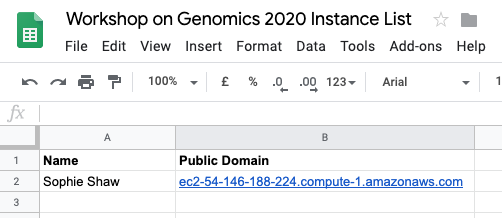 Workshop on Genomics 2020 Instance List
File Edit View Insert Format Data Tools Add-ons Help
100% £ % .0 .00 123 Arial 1
fx
A B
1 Name Public Domain
2 Sophie Shaw ec2-54-146-188-224.compute-1.amazonaws.com
3